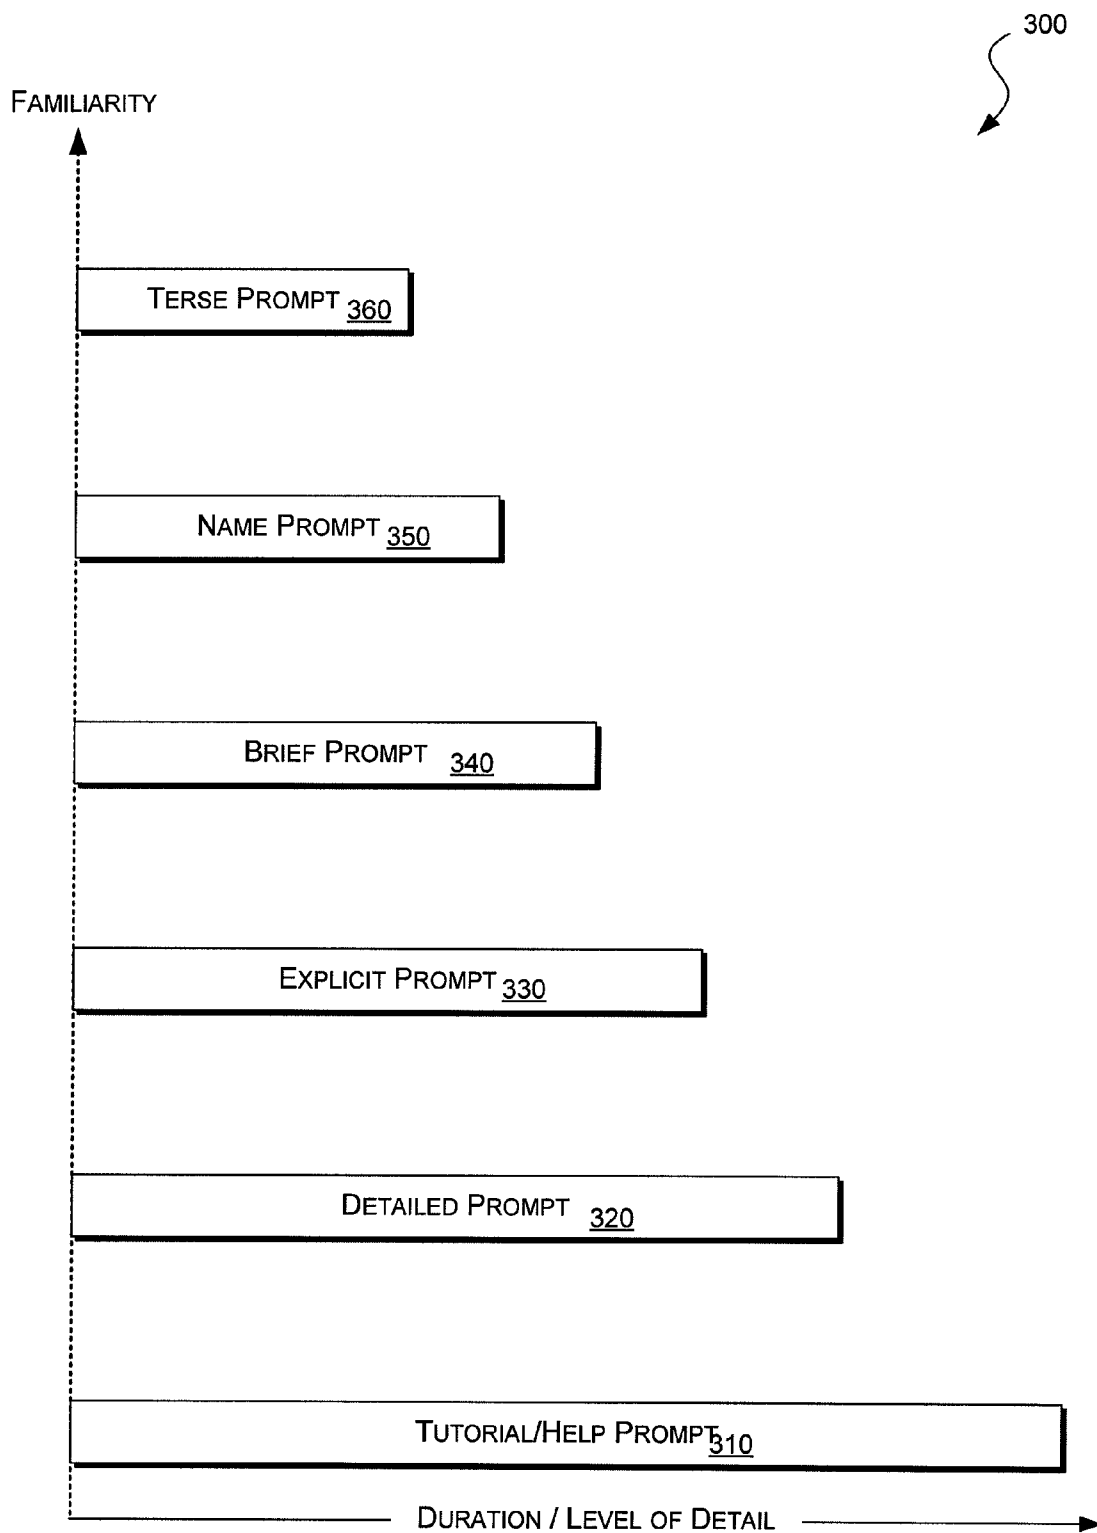 300
FAMILIARITY
TERSE PROMPT 360
NAME PROMPT 350
BRIEF PROMPT 340
EXPLICIT PROMPT 330
DETAILED PROMPT 320
TUTORIAL/HELP PROMPT 310
DURATION / LEVEL OF DETAIL